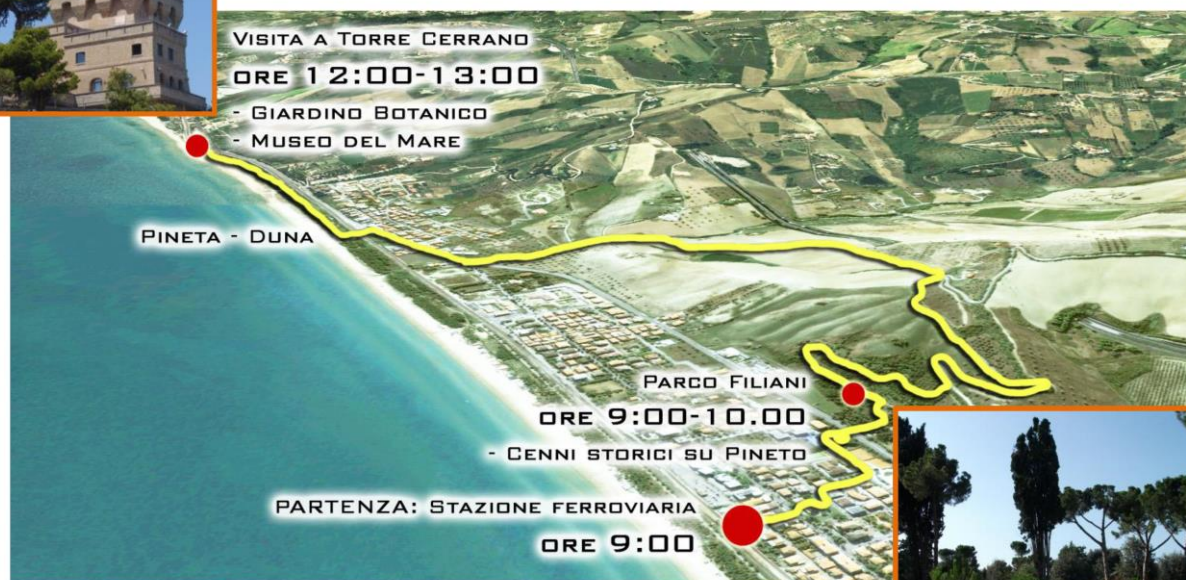 Visita a Torre Cerrano
ore 12:00-13:00
- Giardino Botanico
- Museo del Mare
Pineta - Duna
Parco Filiani
ore 9:00-10.00
- Cenni storici su Pineto
PARTENZA: Stazione ferroviaria
ore 9:00